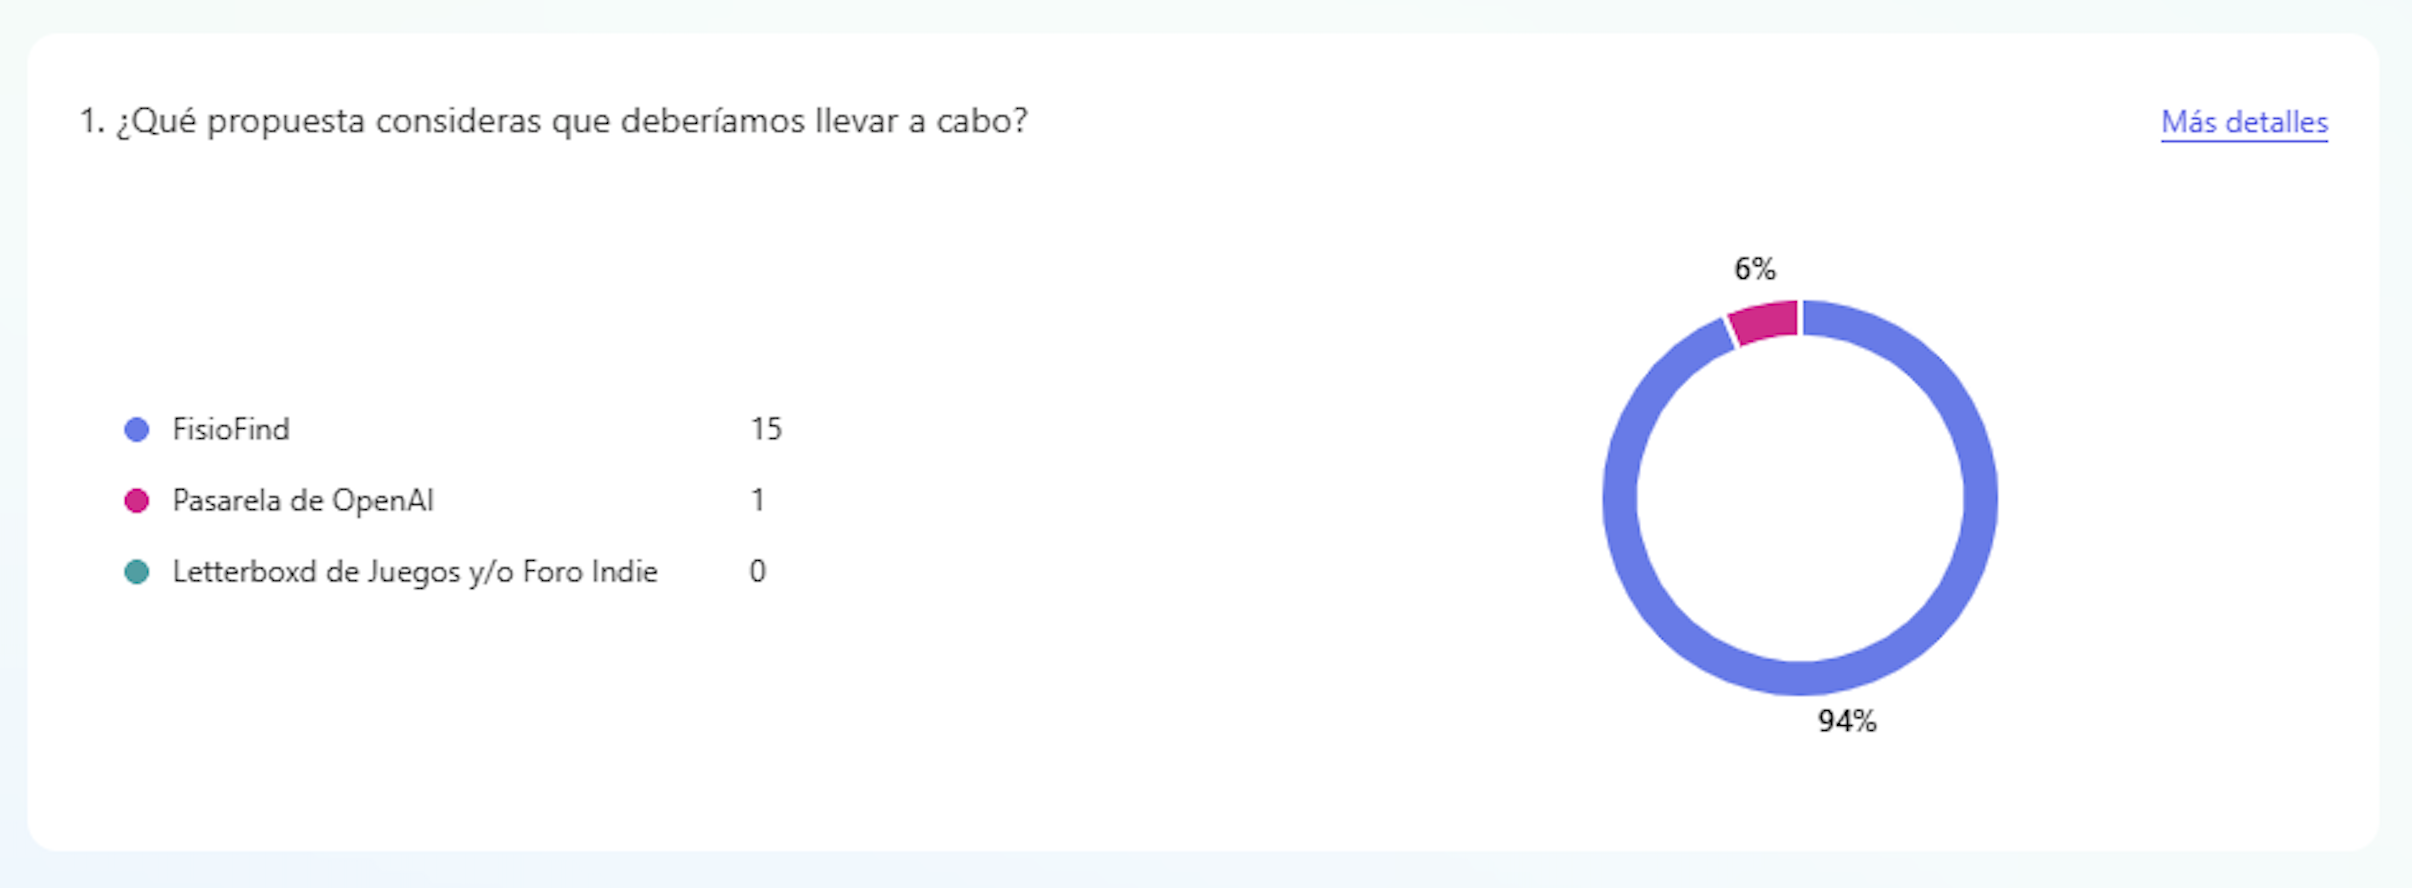 1. ¿Qué propuesta consideras que deberíamos llevar a cabo?
Más detalles
6%
FisioFind 15
Pasarela de OpenAI 1
Letterboxd de Juegos y/o Foro Indie 0
94%